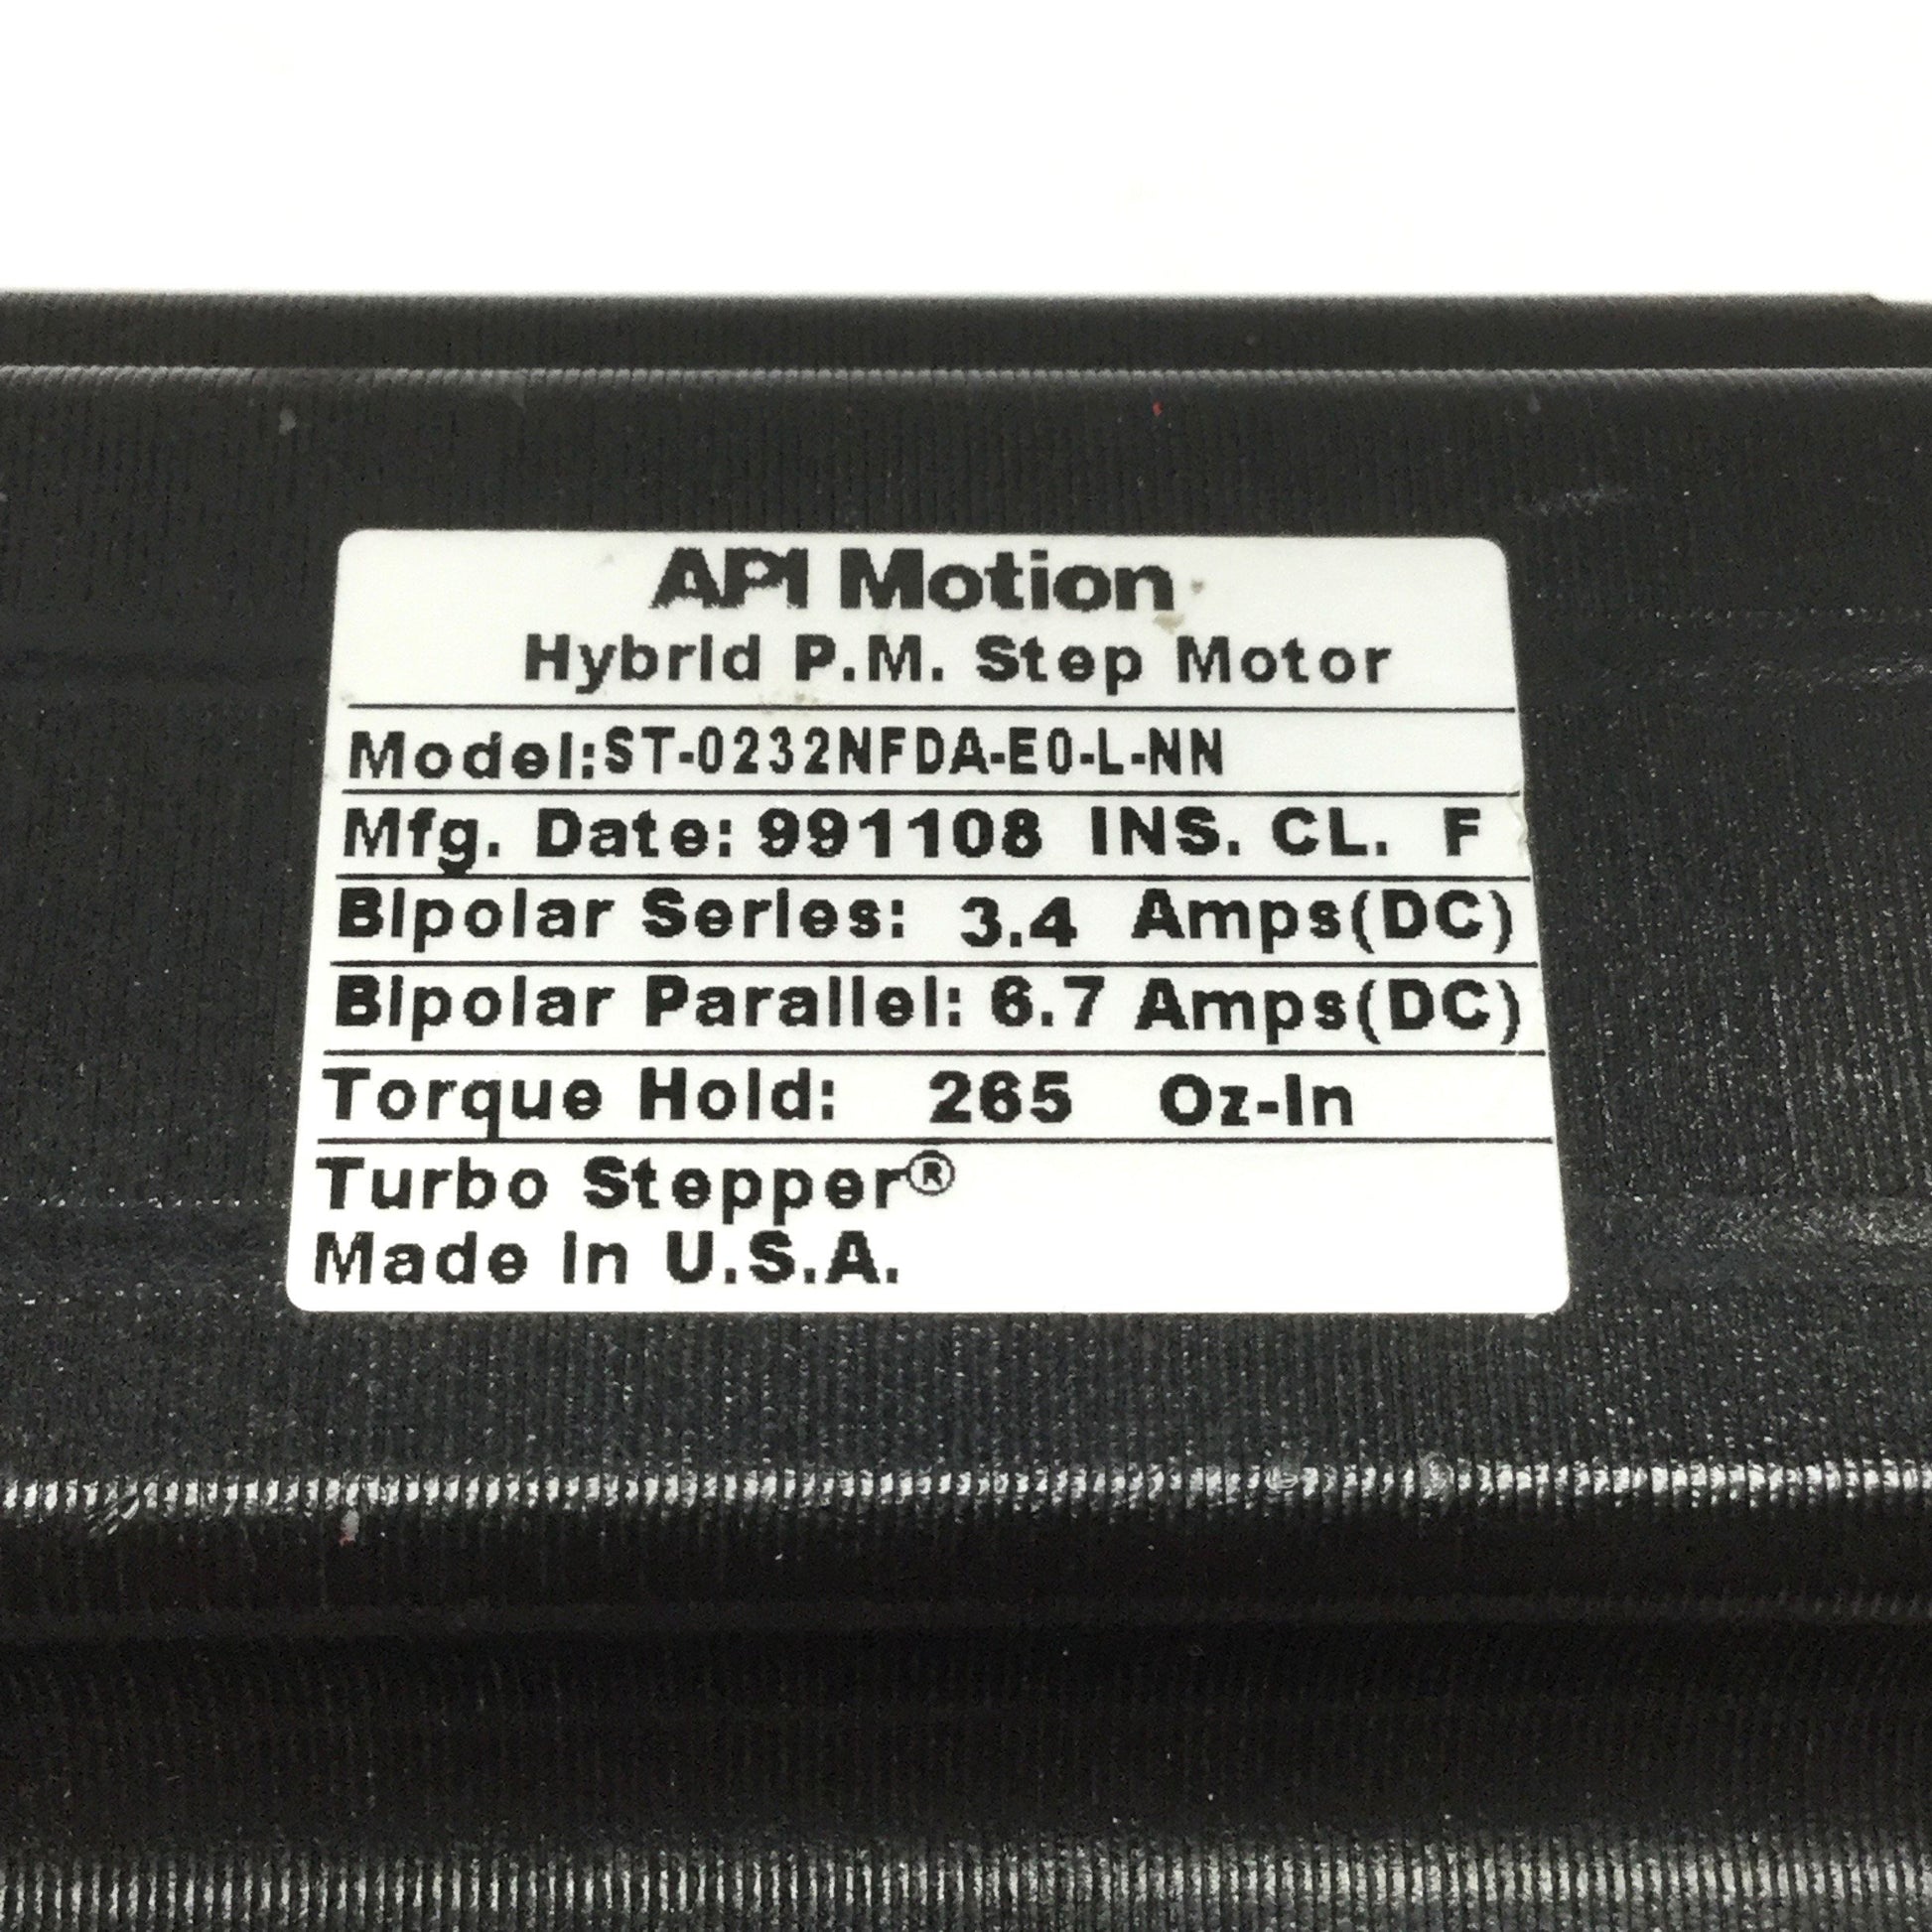 API Motion
Hybrid P.M. Step Motor
Model:ST-0232NFDA-E0-L-NN
Mfg. Date: 991108 INS. CL. F
Bipolar Series: 3.4 Amps(DC)
Bipolar Parallel: 6.7 Amps(DC)
Torque Hold: 265 Oz-In
Turbo Stepper®
Made In U.S.A.